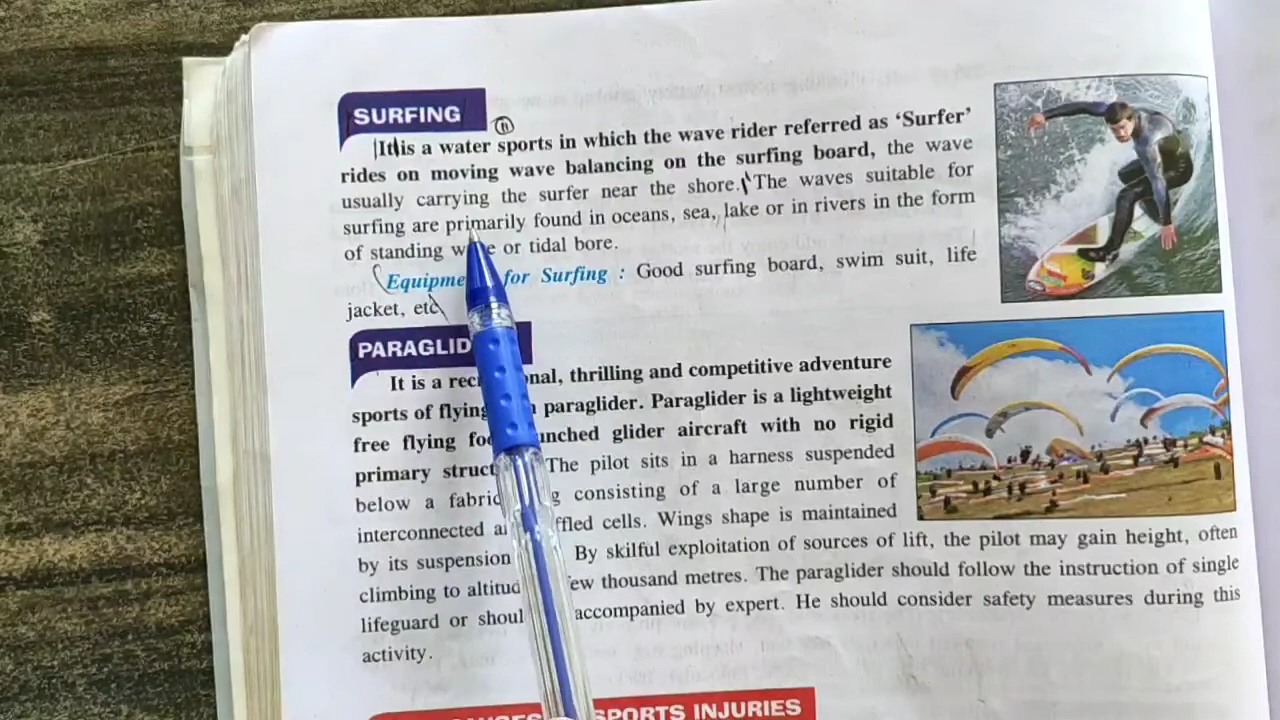 SURFING
It is a water sports in which the wave rider referred as 'Surfer'
rides on moving wave balancing on the surfing board, the wave
usually carrying the surfer near the shore. The waves suitable for
surfing are primarily found in oceans, sea, lake or in rivers in the form
of standing or tidal bore.
Equipme for Surfing : Good surfing board, swim suit, life
jacket, etc
PARAGLID
It is a rec nal, thrilling and competitive adventure
sports of flying paraglider. Paraglider is a lightweight
free flying foo unched glider aircraft with no rigid
primary struct The pilot sits in a harness suspended
below a fabric g consisting of a large number of
interconnected ffled cells. Wings shape is maintained
by its suspension By skilful exploitation of sources of lift, the pilot may gain height, often
climbing to altitud ew thousand metres. The paraglider should follow the instruction of single
lifeguard or shoul accompanied by expert. He should consider safety measures during this
activity.
SPORTS INJURIES